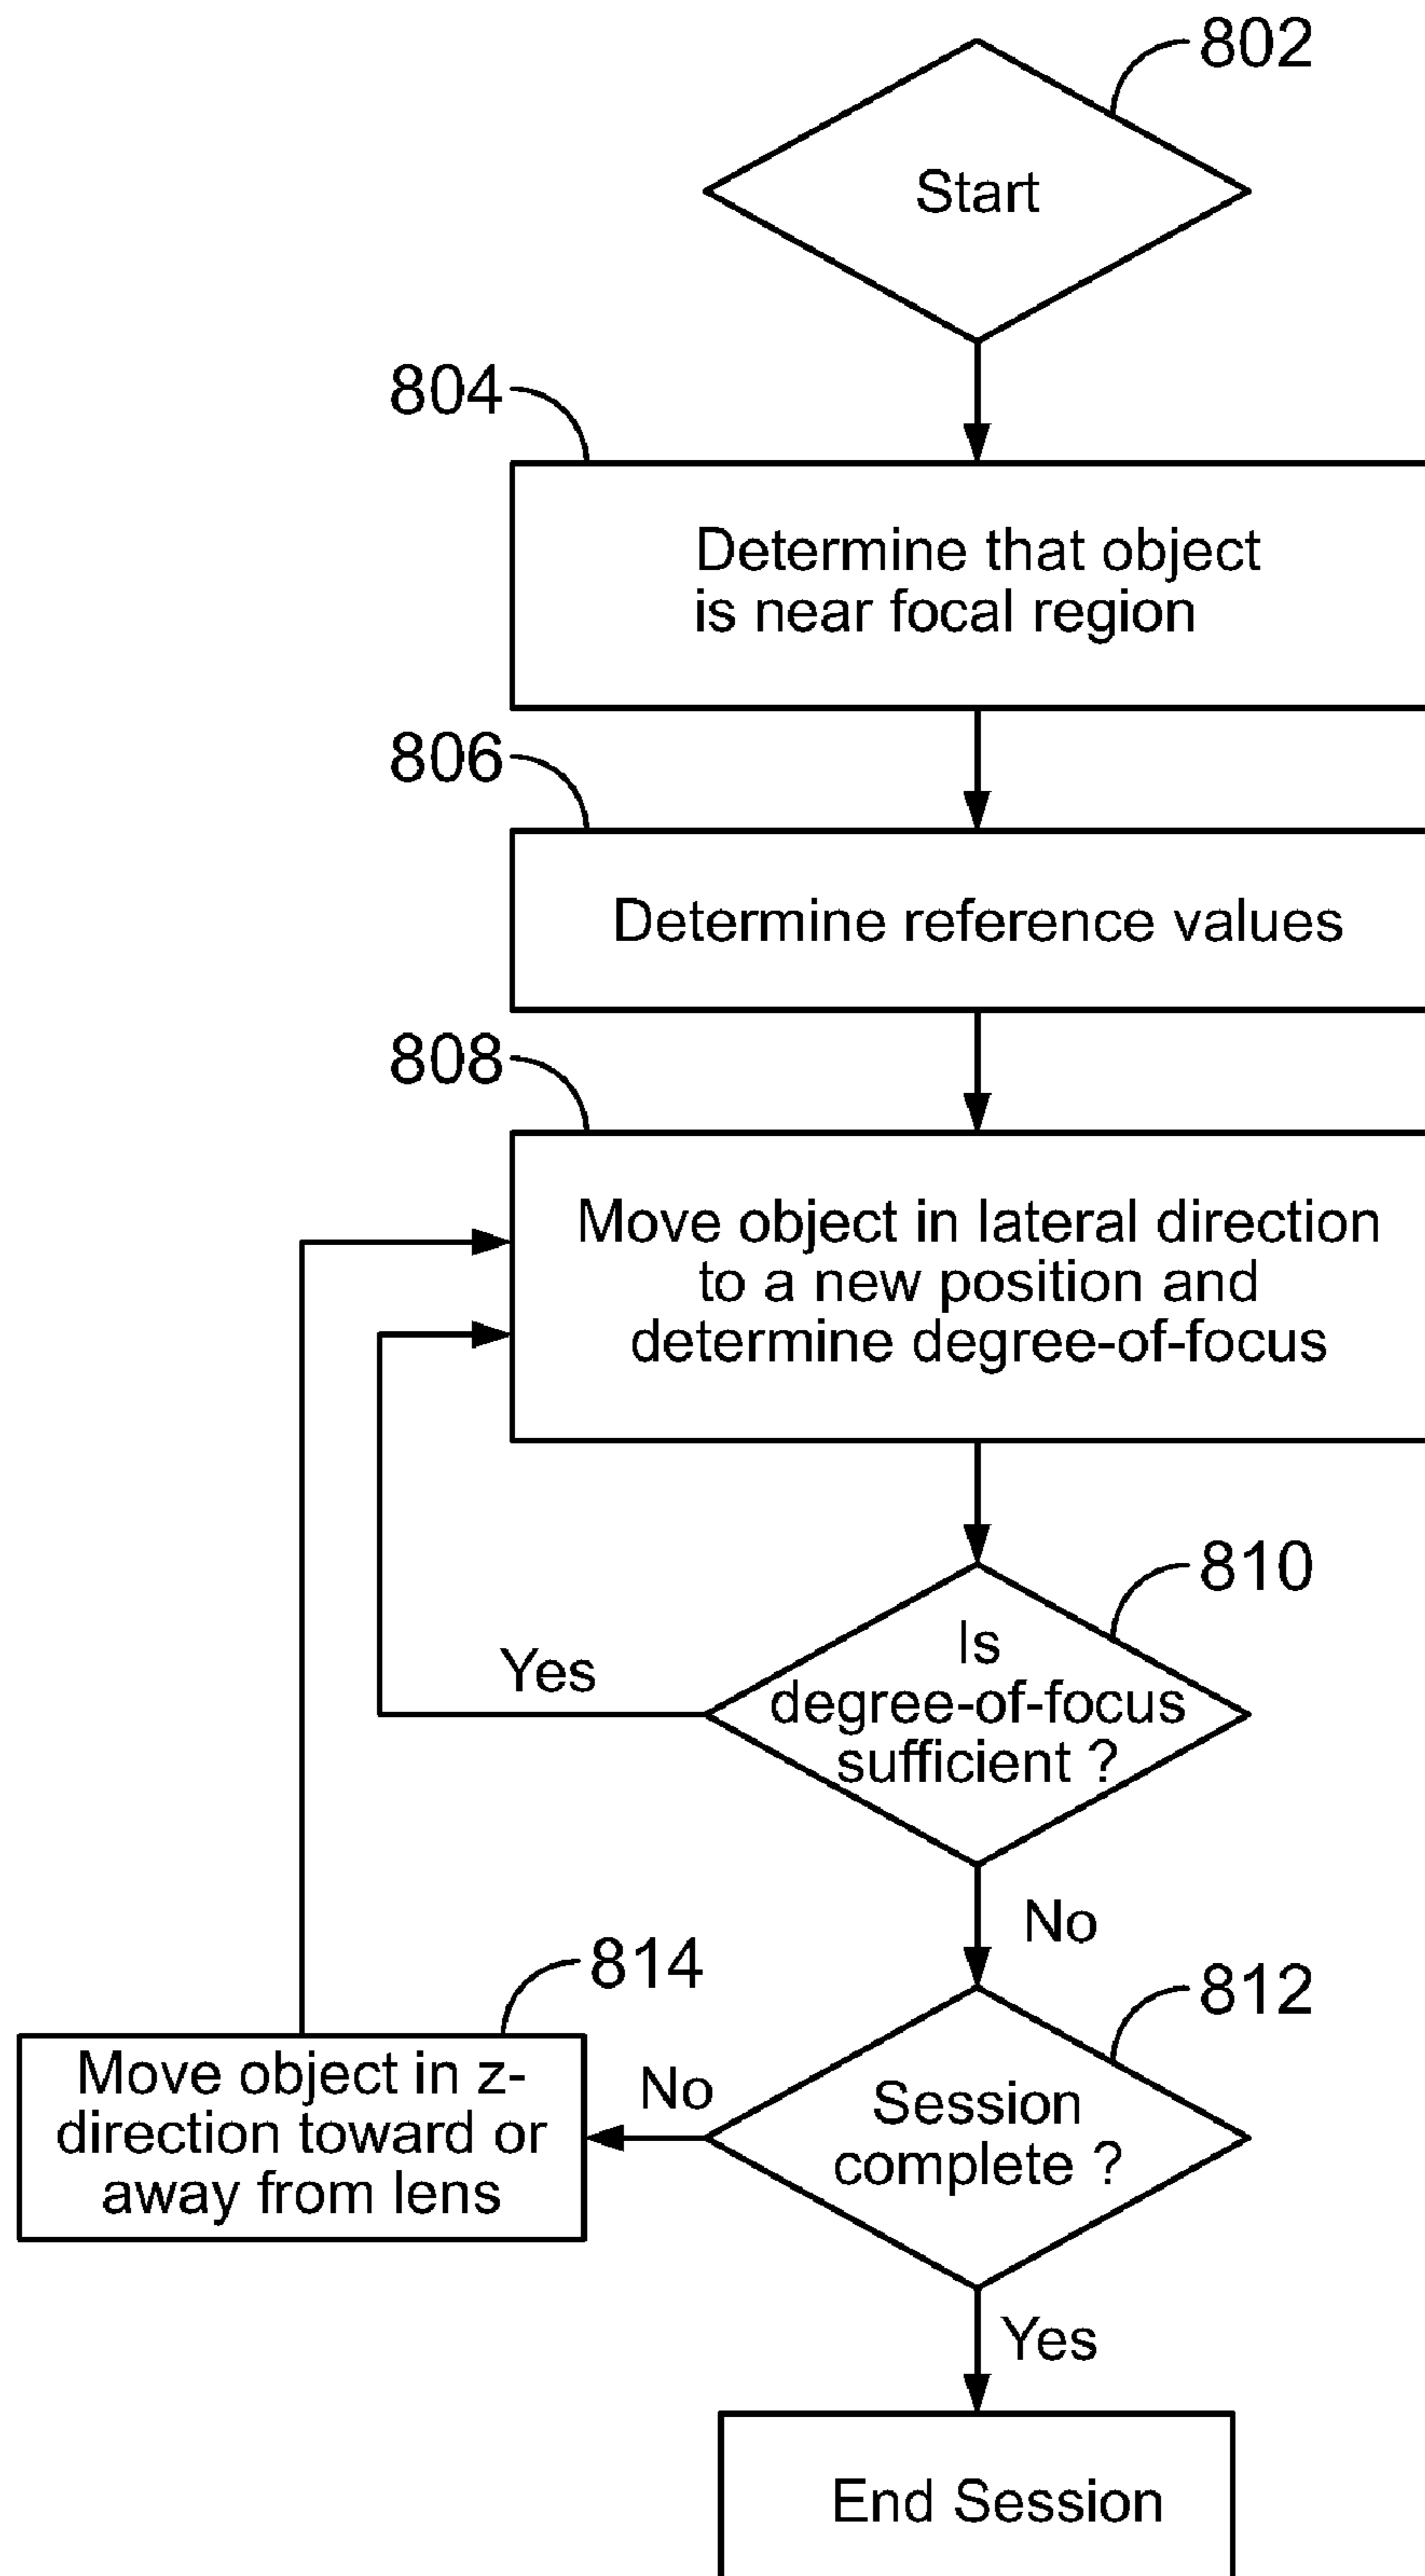 802
Start
804
Determine that object
is near focal region
806
Determine reference values
808
Move object in lateral direction
to a new position and
determine degree-of-focus
810
Is
degree-of-focus
sufficient ?
Yes
No
814
812
Move object in z-
direction toward or
away from lens
No
Session
complete ?
Yes
End Session